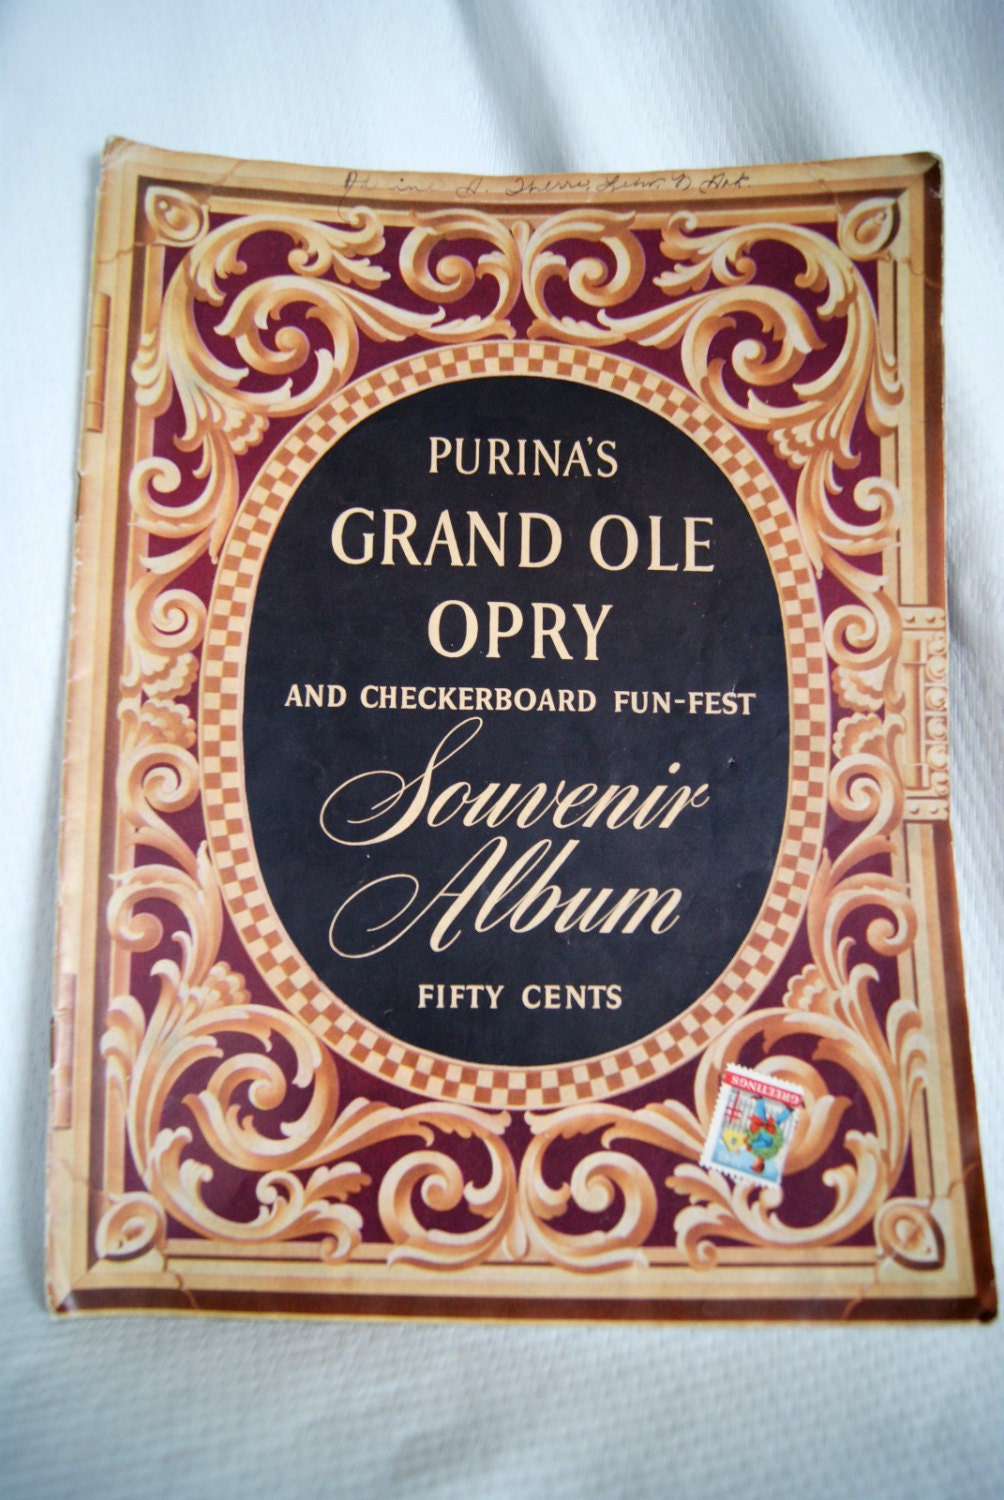 PURINA'S
GRAND OLE
OPRY
AND CHECKERBOARD FUN-FEST
Souvenir
Album
FIFTY CENTS
GREETINGS